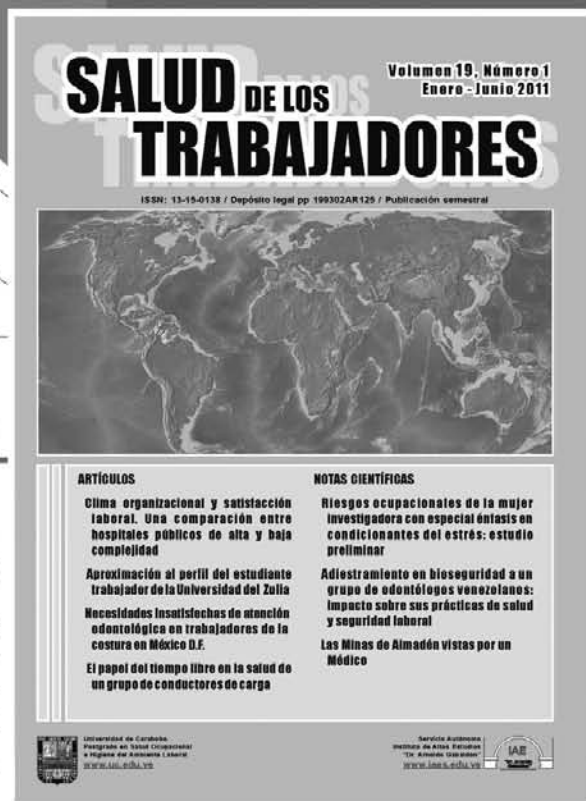 SALUD DE LOS
TRABAJADORES
Volumen 19, Número 1
Enero - Junio 2011
ISSN: 13-15-0138 / Depósito legal pp 199302AR125 / Publicación semestral
ARTÍCULOS
Clima organizacional y satisfacción
laboral. Una comparación entre
hospitales públicos de alta y baja
complejidad
Aproximación al perfil del estudiante
trabajador de la Universidad del Zulia
Necesidades insatisfechas de atención
odontológica en trabajadores de la
costura en México D.F.
El papel del tiempo libre en la salud de
un grupo de conductores de carga
NOTAS CIENTÍFICAS
Riesgos ocupacionales de la mujer
investigadora con especial énfasis en
condicionantes del estrés: estudio
preliminar
Adiestramiento en bioseguridad a un
grupo de odontólogos venezolanos:
impacto sobre sus prácticas de salud
y seguridad laboral
Las Minas de Almadén vistas por un
Médico
Universidad de Carabobo
Postgrado en Salud Ocupacional
e Higiene del Ambiente Laboral
www.uc.edu.ve
Servicio Autónomo
Instituto de Altos Estudios
"Dr. Arnoldo Gabaldon"
www.iaes.edu.ve
IAE